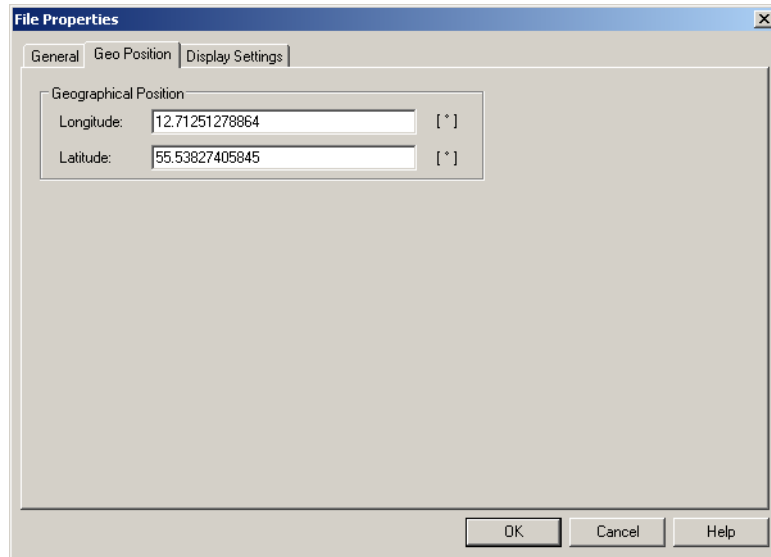 File Properties
General Geo Position Display Settings
Geographical Position
Longitude: 12.71251278864 [°]
Latitude: 55.53827405845 [°]
OK Cancel Help